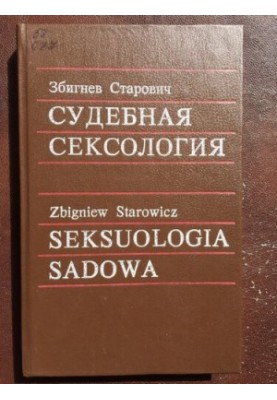 Збигнев Старович
СУДЕБНАЯ
СЕКСОЛОГИЯ
Zbigniew Starowicz
SEKSUOLOGIA
SADOWA